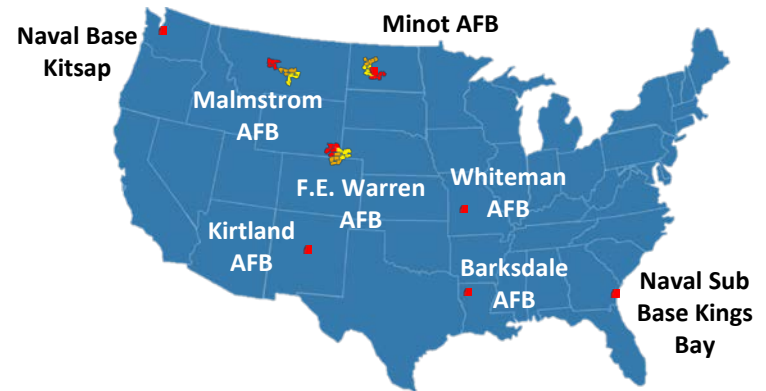 Minot AFB
Naval Base
Kitsap
Malmstrom
AFB
F.E. Warren
AFB
Whiteman
AFB
Kirtland
AFB
Barksdale
AFB
Naval Sub
Base Kings
Bay